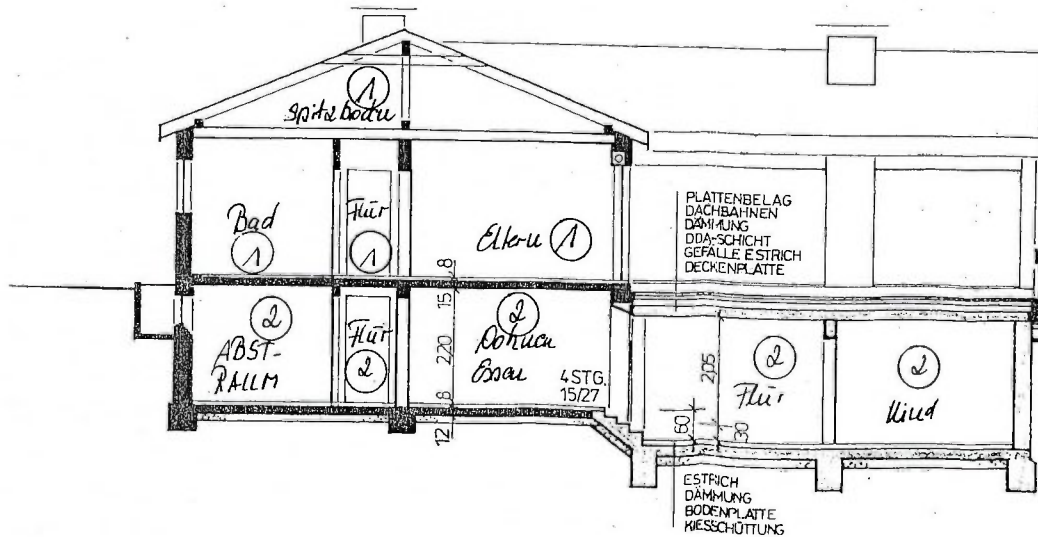 1
Spitzboden
Bad
1
Flur
1
Eltern 1
PLATTENBELAG
DACHBAHNEN
DÄMMUNG
DDA-SCHICHT
GEFÄLLE ESTRICH
DECKENPLATTE
8
15
2
ABST-
RAUM
Flur
2
220
2
Wohnen
Essen
4 STG.
15/27
8
12
2,05
60
30
2
Flur
2
Kind
ESTRICH
DÄMMUNG
BODENPLATTE
KIESSCHÜTTUNG